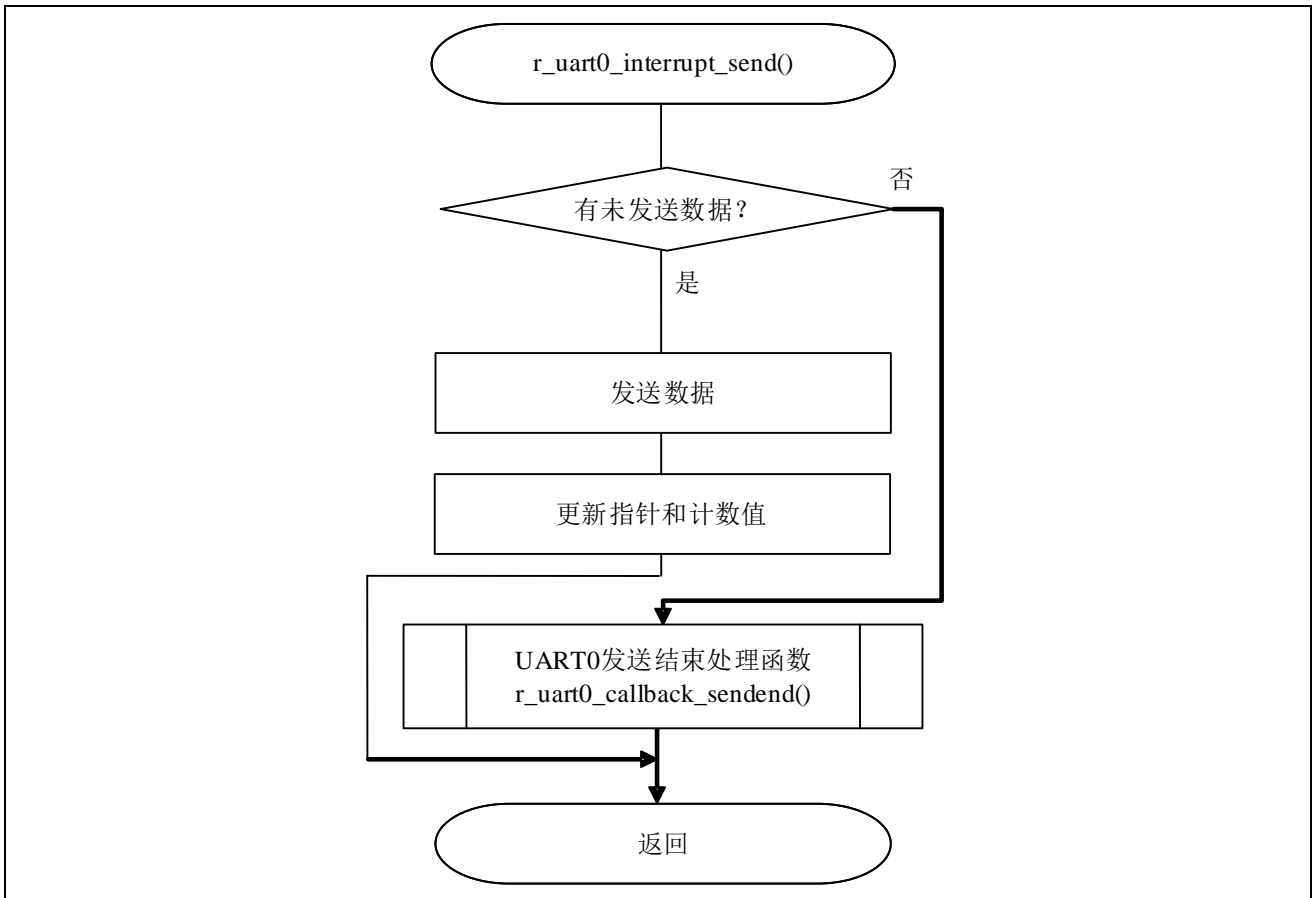 r_uart0_interrupt_send()
否
有未发送数据？
是
发送数据
更新指针和计数值
UART0发送结束处理函数
r_uart0_callback_sendend()
返回